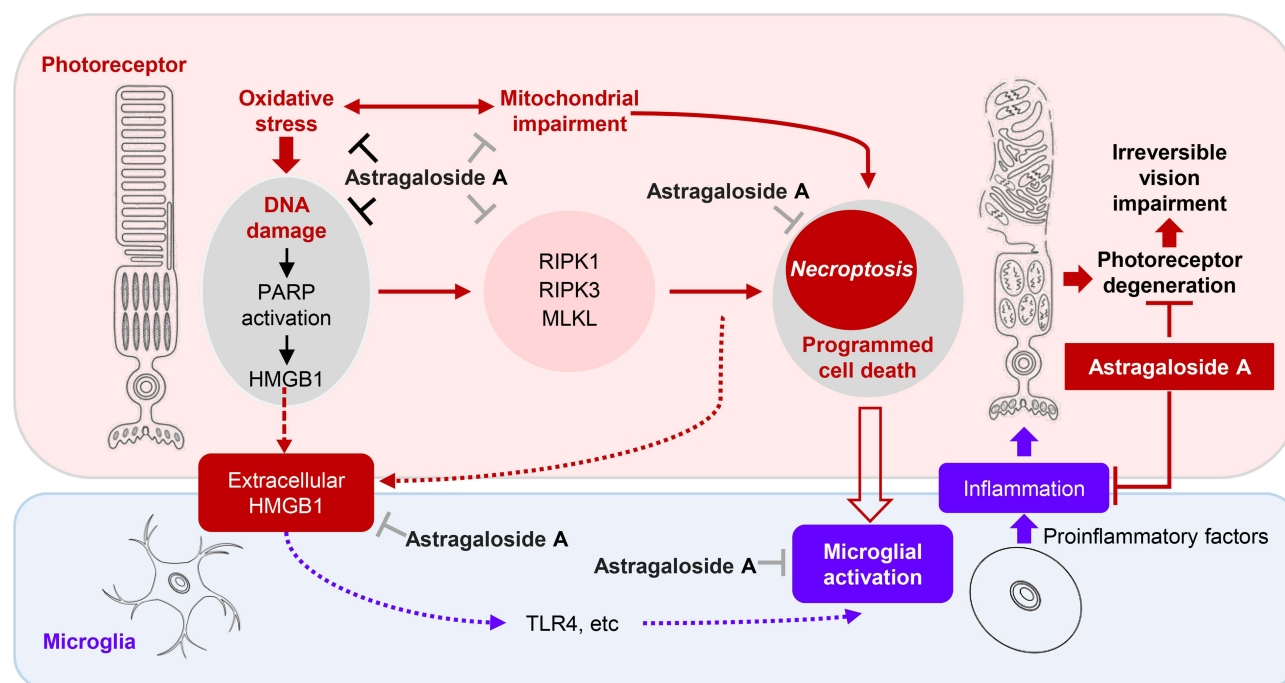 Photoreceptor
Oxidative
stress
Mitochondrial
impairment
Astragaloside A
DNA
damage
PARP
activation
HMGB1
RIPK1
RIPK3
MLKL
Astragaloside A
Necroptosis
Programmed
cell death
Irreversible
vision
impairment
Photoreceptor
degeneration
Astragaloside A
Extracellular
HMGB1
Astragaloside A
Inflammation
Proinflammatory factors
Astragaloside A
Microglial
activation
TLR4, etc
Microglia